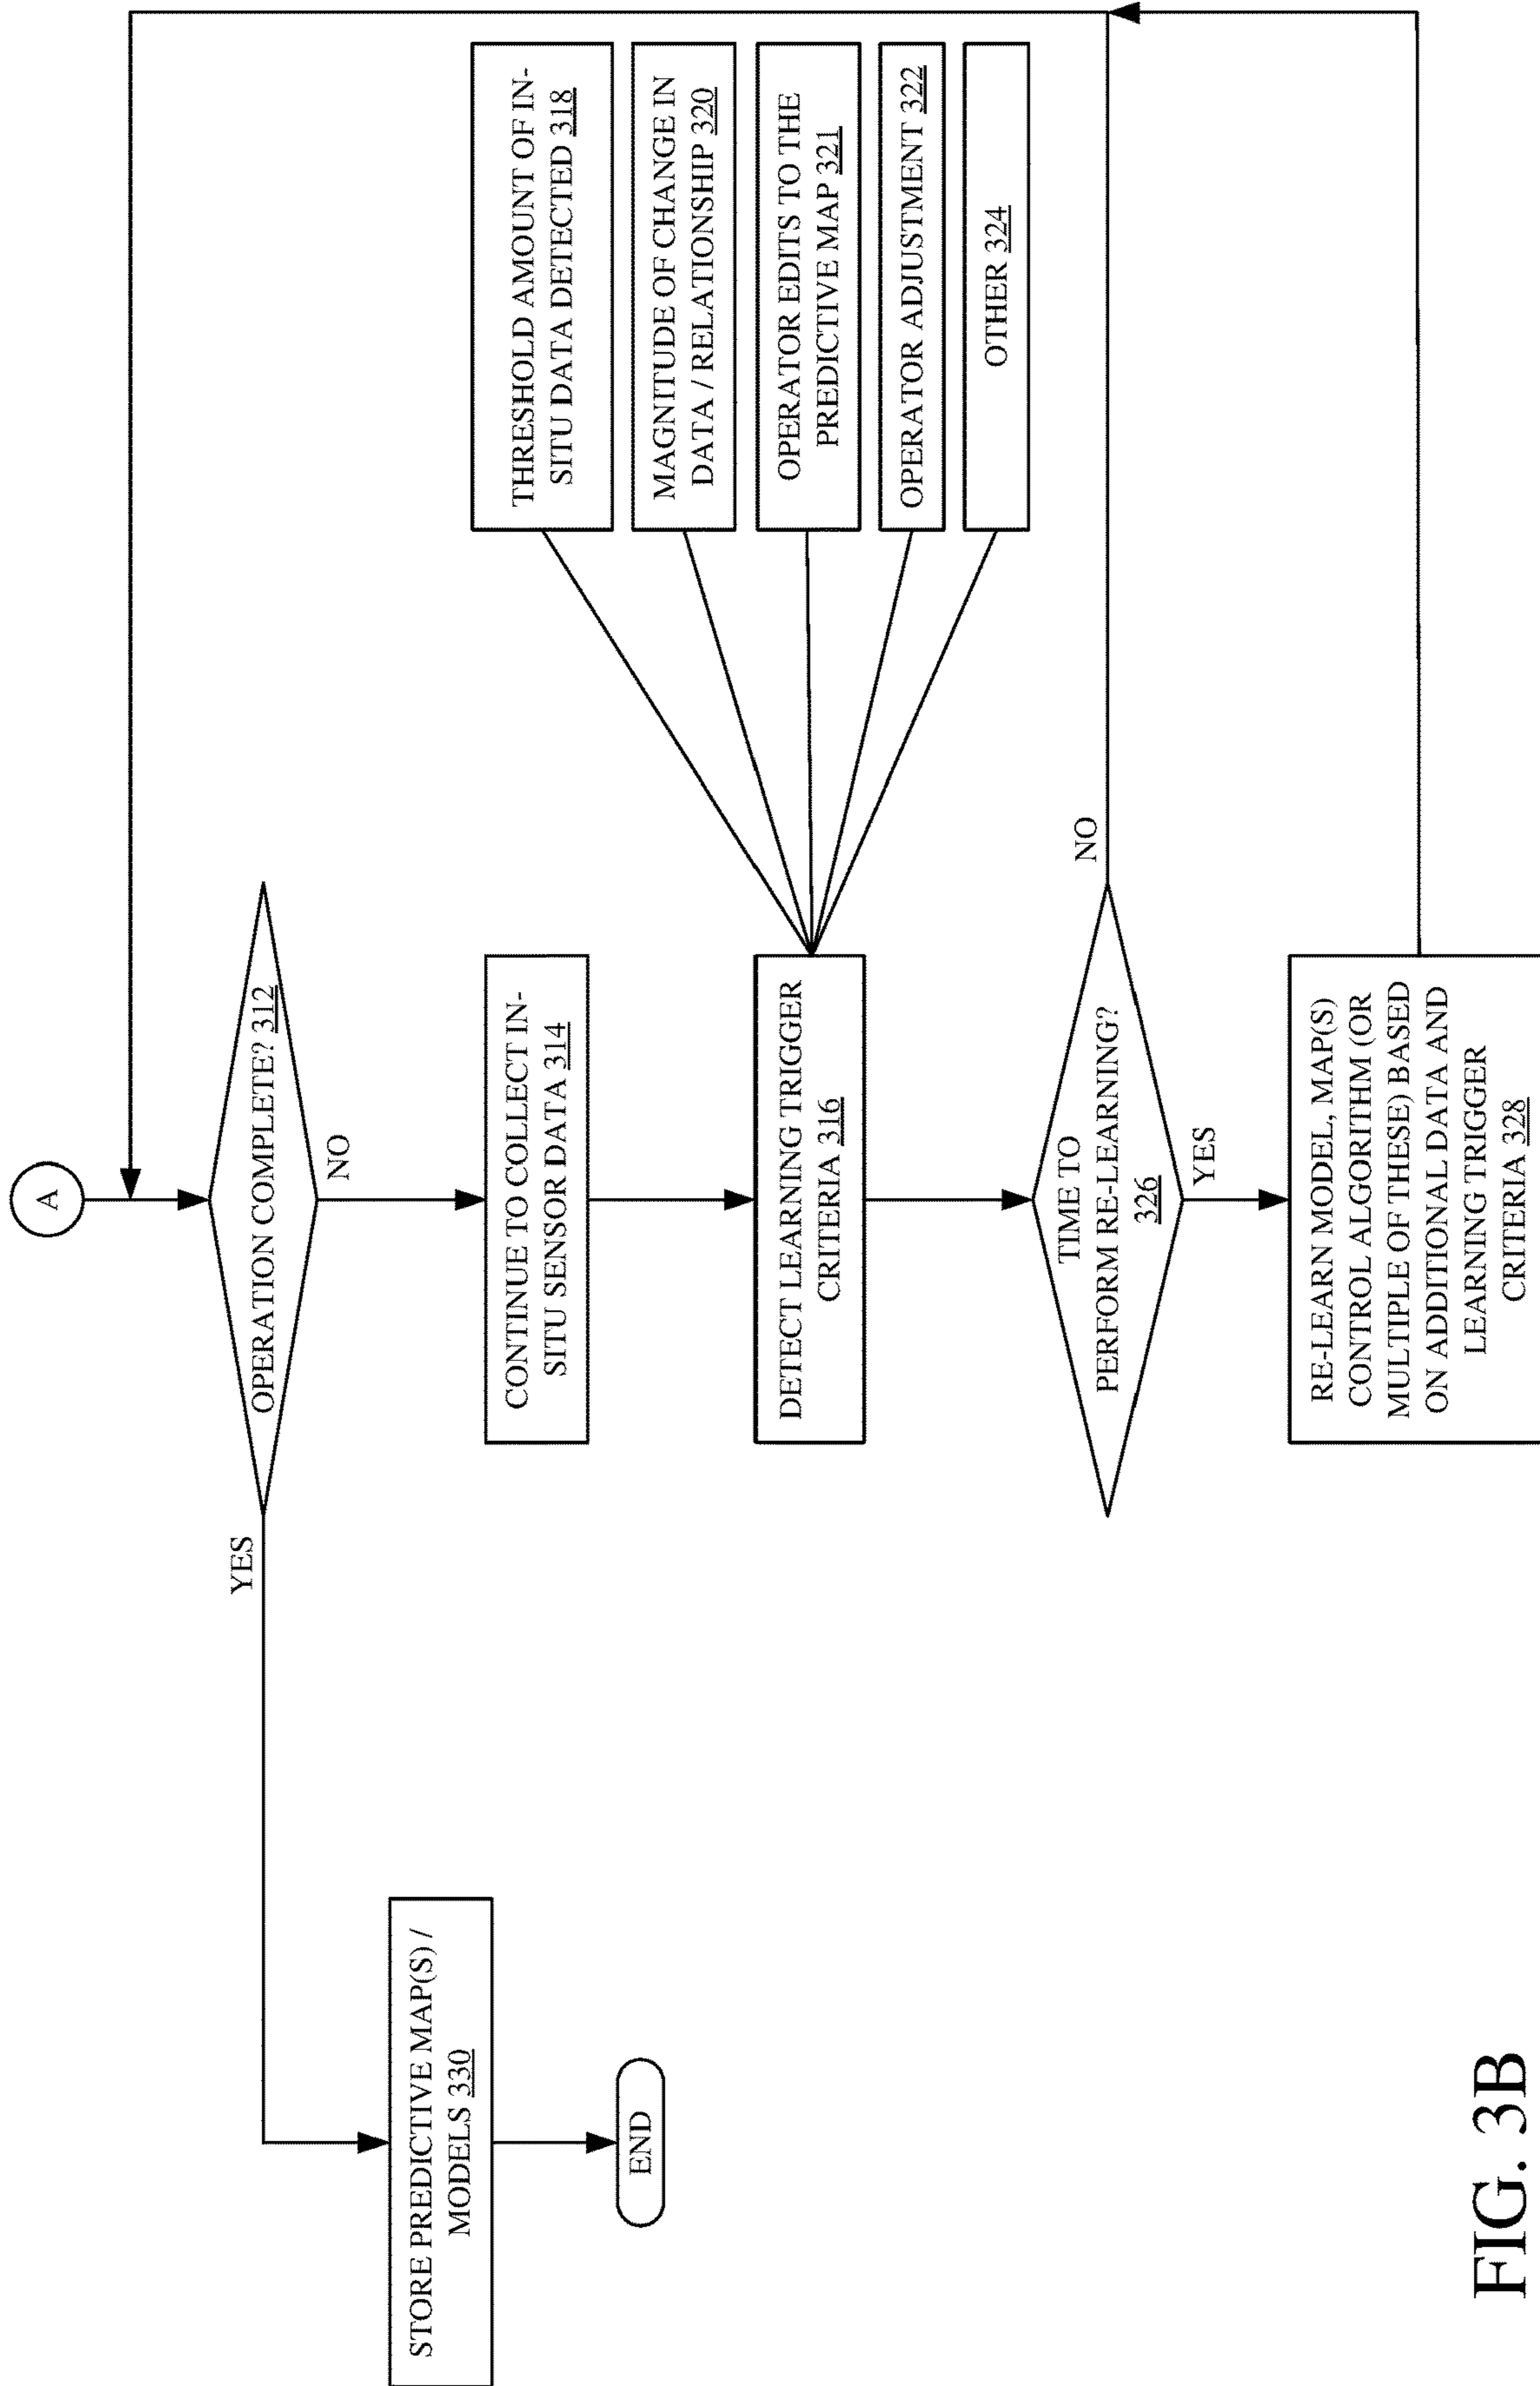 A
OPERATION COMPLETE? 312
YES
NO
STORE PREDICTIVE MAP(S) /
MODELS 330
END
CONTINUE TO COLLECT IN-
SITU SENSOR DATA 314
DETECT LEARNING TRIGGER
CRITERIA 316
THRESHOLD AMOUNT OF IN-
SITU DATA DETECTED 318
MAGNITUDE OF CHANGE IN
DATA / RELATIONSHIP 320
OPERATOR EDITS TO THE
PREDICTIVE MAP 321
OPERATOR ADJUSTMENT 322
OTHER 324
TIME TO
PERFORM RE-LEARNING?
326
NO
YES
RE-LEARN MODEL, MAP(S)
CONTROL ALGORITHM (OR
MULTIPLE OF THESE) BASED
ON ADDITIONAL DATA AND
LEARNING TRIGGER
CRITERIA 328
FIG. 3B